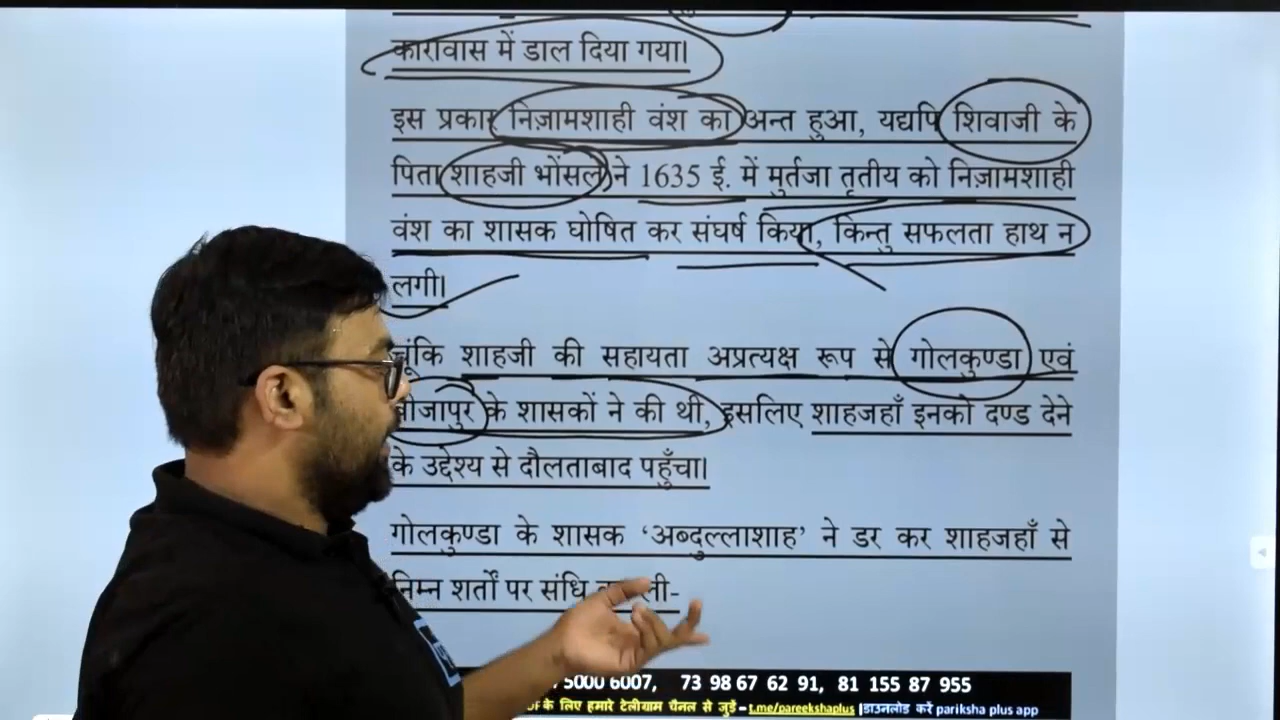 कारावास में डाल दिया गया।
इस प्रकार निज़ामशाही वंश का अन्त हुआ, यद्यपि शिवाजी के
पिता शाहजी भोंसले ने 1635 ई. में मुर्तजा तृतीय को निज़ामशाही
वंश का शासक घोषित कर संघर्ष किया, किन्तु सफलता हाथ न
लगी।
चूंकि शाहजी की सहायता अप्रत्यक्ष रूप से गोलकुण्डा एवं
बीजापुर के शासकों ने की थी, इसलिए शाहजहाँ इनको दण्ड देने
के उद्देश्य से दौलताबाद पहुँचा।
गोलकुण्डा के शासक ‘अब्दुल्लाशाह’ ने डर कर शाहजहाँ से
निम्न शर्तों पर संधि ली-
5000 6007, 73 98 67 62 91, 81 155 87 955
के लिए हमारे टेलीग्राम चैनल से जुड़ें – t.me/pareekshaplus |डाउनलोड करें pariksha plus app